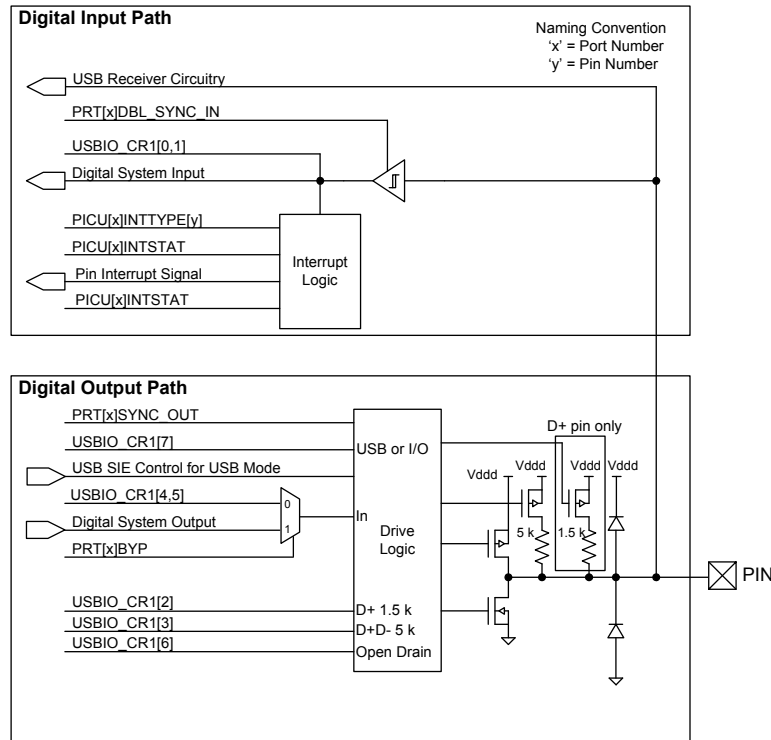 Digital Input Path
Naming Convention
‘x’ = Port Number
‘y’ = Pin Number
USB Receiver Circuitry
PRT[x]DBL_SYNC_IN
USBIO_CR1[0,1]
Digital System Input
PICU[x]INTTYPE[y]
PICU[x]INTSTAT
Interrupt
Logic
Pin Interrupt Signal
PICU[x]INTSTAT
Digital Output Path
PRT[x]SYNC_OUT
USBIO_CR1[7]
USB or I/O
D+ pin only
USB SIE Control for USB Mode
Vddd
Vddd
Vddd
Vddd
USBIO_CR1[4,5]
0
Digital System Output
1
In
Drive
Logic
5 k
1.5 k
PRT[x]BYP
PIN
USBIO_CR1[2]
D+ 1.5 k
USBIO_CR1[3]
D+D- 5 k
USBIO_CR1[6]
Open Drain